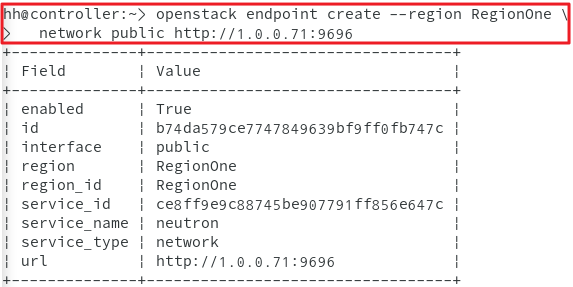 hh@controller:~> openstack endpoint create --region RegionOne \
>   network public http://1.0.0.71:9696
+--------------+----------------------------------+
| Field        | Value                            |
+--------------+----------------------------------+
| enabled      | True                             |
| id           | b74da579ce7747849639bf9ff0fb747c |
| interface    | public                           |
| region       | RegionOne                        |
| region_id    | RegionOne                        |
| service_id   | ce8ff9e9c88745be907791ff856e647c |
| service_name | neutron                          |
| service_type | network                          |
| url          | http://1.0.0.71:9696             |
+--------------+----------------------------------+